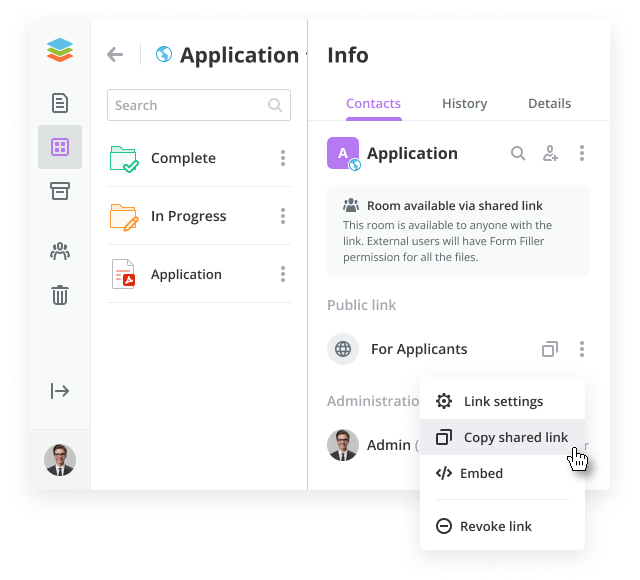 Application
Search
Complete
In Progress
Application
Info
Contacts
History
Details
A
Application
Room available via shared link
This room is available to anyone with the
link. External users will have Form Filler
permission for all the files.
Public link
For Applicants
Administratio
Admin (
Link settings
Copy shared link
Embed
Revoke link